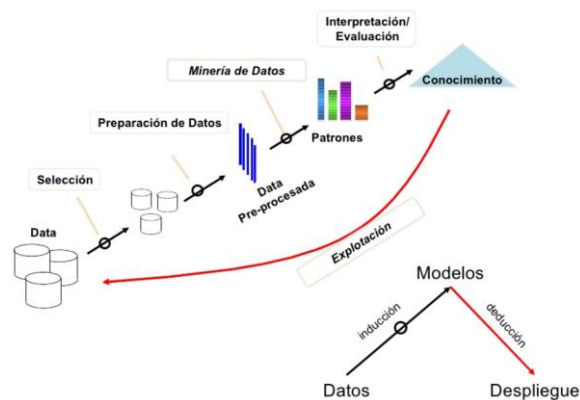 Interpretación/
Evaluación
Minería de Datos
Conocimiento
Preparación de Datos
Patrones
Selección
Data
Pre-procesada
Data
Explotación
Modelos
inducción
deducción
Datos
Despliegue